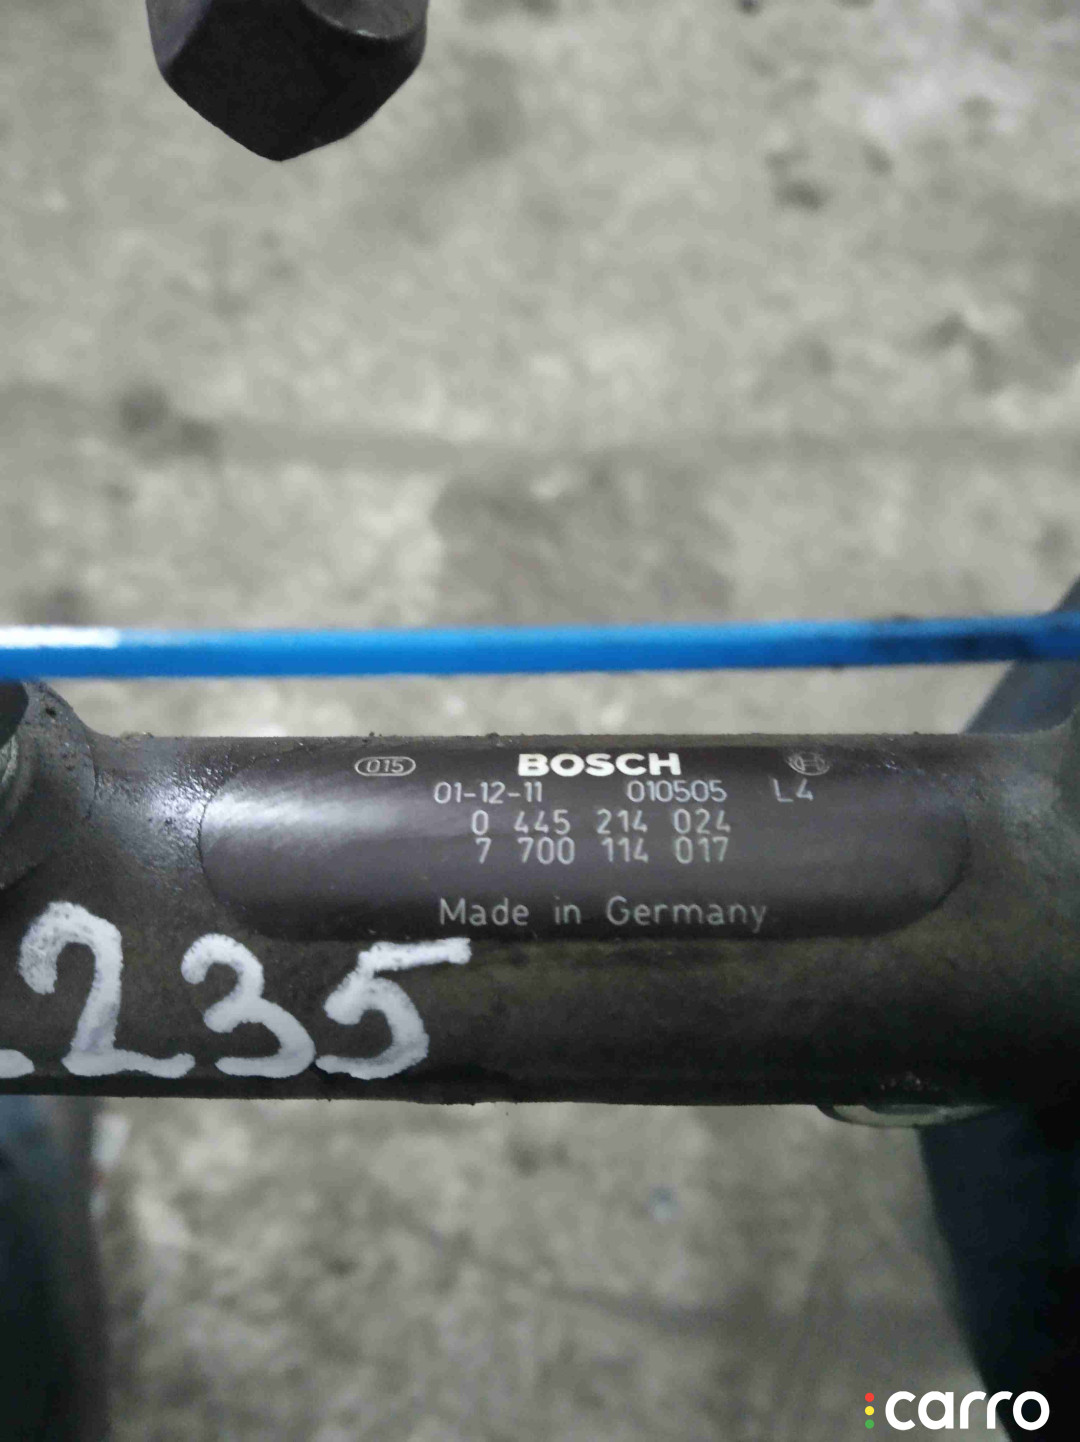 015 BOSCH
01-12-11 010505 L4
0 445 214 024
7 700 114 017
Made in Germany
235
carro